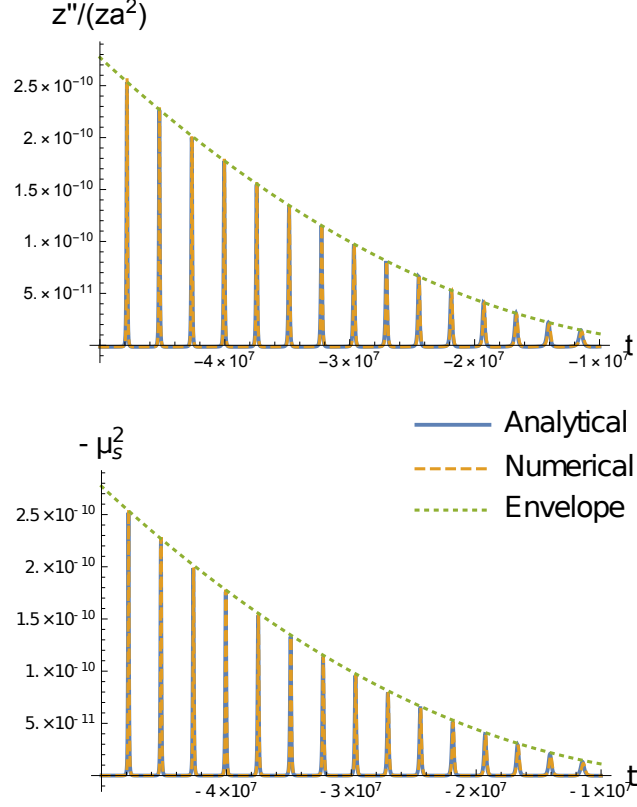 z''/(za²)
2.5×10⁻¹⁰
2.×10⁻¹⁰
1.5×10⁻¹⁰
1.×10⁻¹⁰
5.×10⁻¹¹
−4×10⁷ −3×10⁷ −2×10⁷ −1×10⁷ t
- μₛ²
Analytical
Numerical
Envelope
2.5×10⁻¹⁰
2.×10⁻¹⁰
1.5×10⁻¹⁰
1.×10⁻¹⁰
5.×10⁻¹¹
-4×10⁷ -3×10⁷ -2×10⁷ -1×10⁷ t